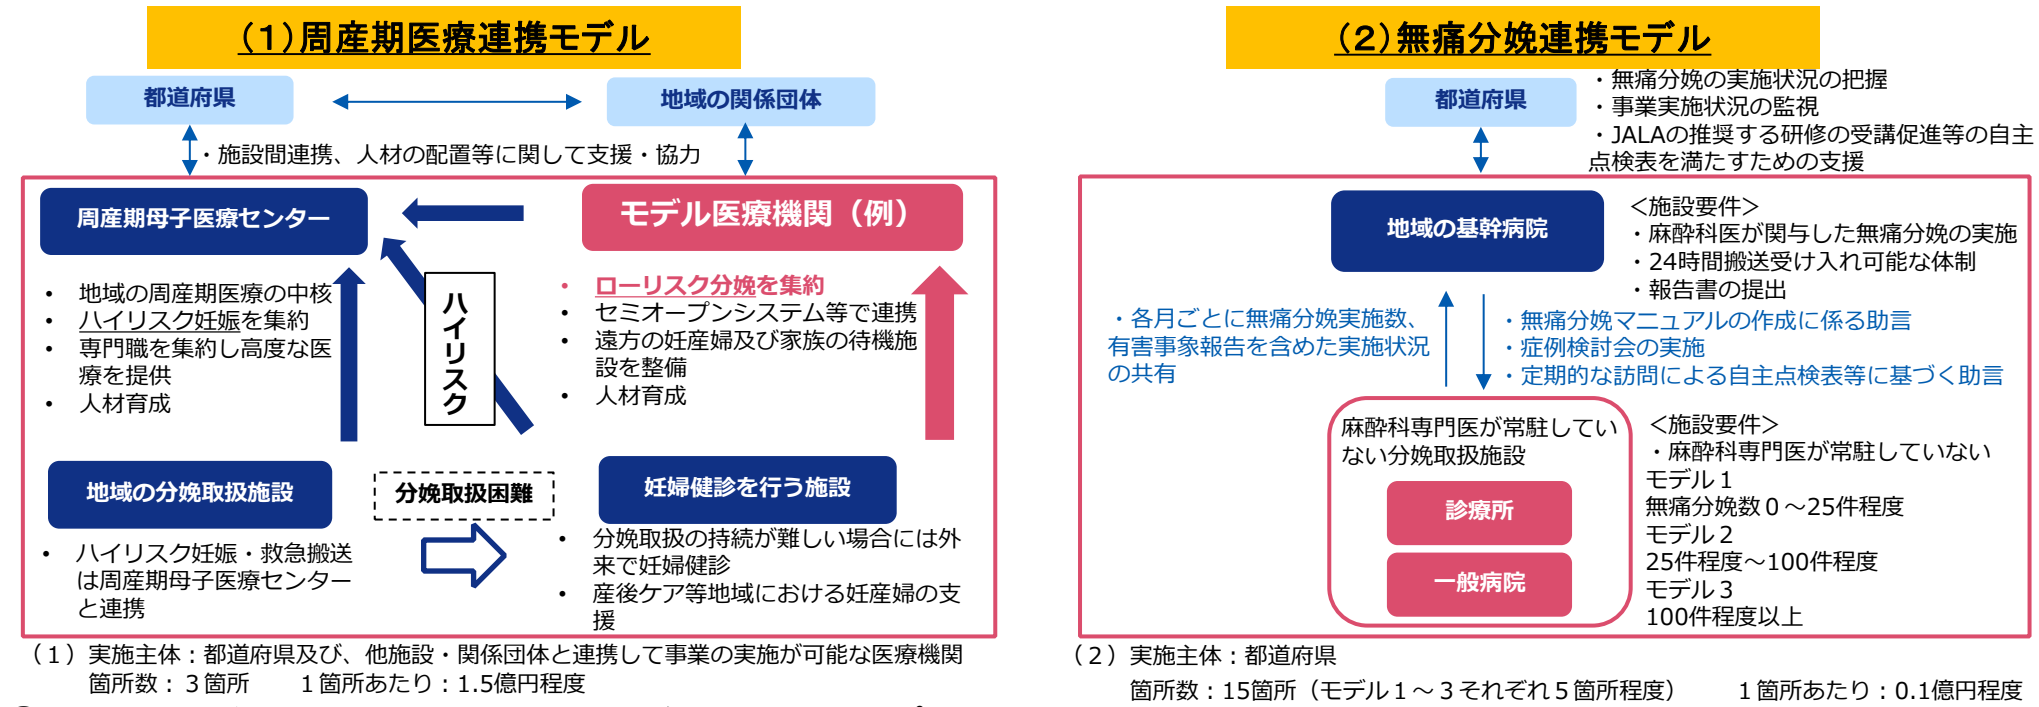 （１）周産期医療連携モデル
都道府県
地域の関係団体
・施設間連携、人材の配置等に関して支援・協力
周産期母子医療センター
モデル医療機関（例）
• 地域の周産期医療の中核
• ハイリスク妊娠を集約
• 専門職を集約し高度な医
療を提供
• 人材育成
ハイリスク
• ローリスク分娩を集約
• セミオープンシステム等で連携
• 遠方の妊産婦及び家族の待機施
設を整備
• 人材育成
地域の分娩取扱施設
分娩取扱困難
妊婦健診を行う施設
• ハイリスク妊娠・救急搬送
は周産期母子医療センター
と連携
• 分娩取扱の持続が難しい場合には外
来で妊婦健診
• 産後ケア等地域における妊産婦の支
援
（１）実施主体：都道府県及び、他施設・関係団体と連携して事業の実施が可能な医療機関
箇所数：３箇所　１箇所あたり：1.5億円程度
（２）無痛分娩連携モデル
都道府県
・無痛分娩の実施状況の把握
・事業実施状況の監視
・JALAの推奨する研修の受講促進等の自主
点検表を満たすための支援
地域の基幹病院
＜施設要件＞
・麻酔科医が関与した無痛分娩の実施
・24時間搬送受け入れ可能な体制
・報告書の提出
・各月ごとに無痛分娩実施数、
有害事象報告を含めた実施状況
の共有
・無痛分娩マニュアルの作成に係る助言
・症例検討会の実施
・定期的な訪問による自主点検表等に基づく助言
麻酔科専門医が常駐してい
ない分娩取扱施設
診療所
一般病院
＜施設要件＞
・麻酔科専門医が常駐していない
モデル１
無痛分娩数０～25件程度
モデル２
25件程度～100件程度
モデル３
100件程度以上
（２）実施主体：都道府県
箇所数：15箇所（モデル１～３それぞれ５箇所程度）　１箇所あたり：0.1億円程度